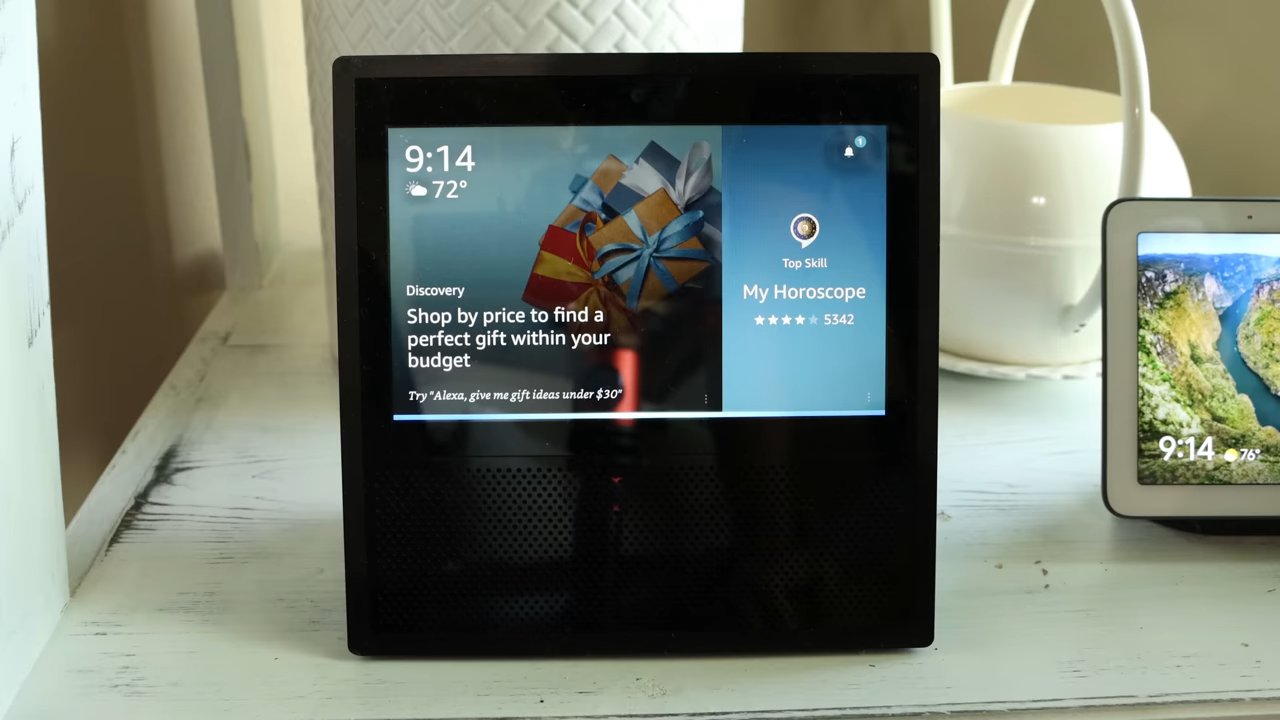 9:14
72°
Discovery
Shop by price to find a
perfect gift within your
budget
Try "Alexa, give me gift ideas under $30"
1
Top Skill
My Horoscope
5342
9:14
76°